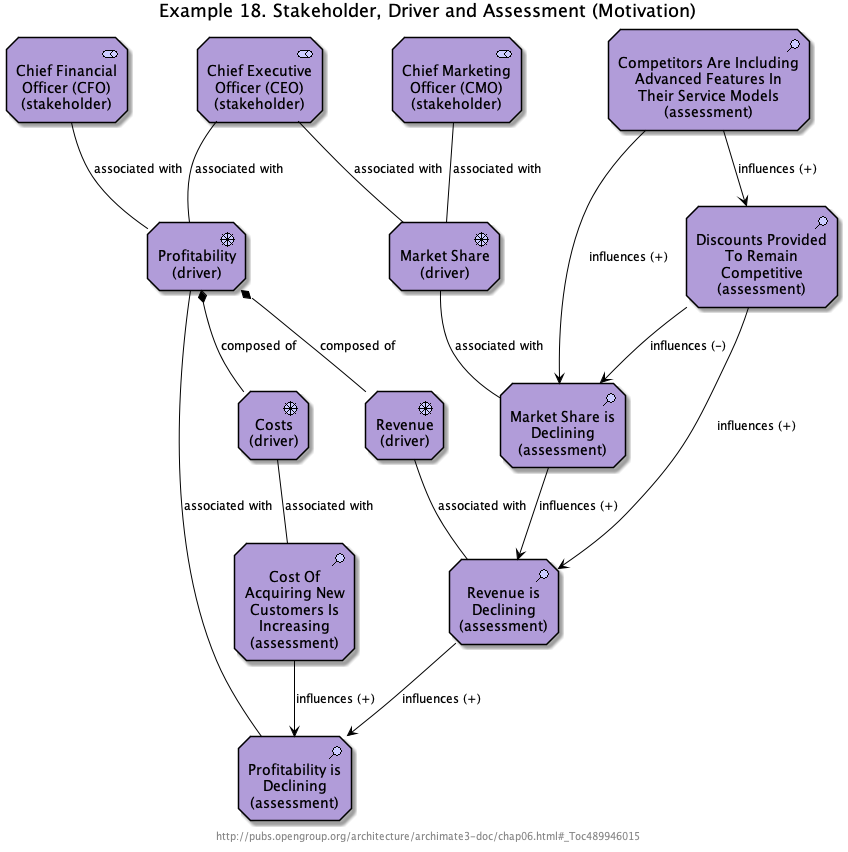 Example 18. Stakeholder, Driver and Assessment (Motivation)
Chief Financial
Officer (CFO)
(stakeholder)
Chief Executive
Officer (CEO)
(stakeholder)
Chief Marketing
Officer (CMO)
(stakeholder)
Competitors Are Including
Advanced Features In
Their Service Models
(assessment)
associated with
associated with
associated with
associated with
influences (+)
Profitability
(driver)
Market Share
(driver)
Discounts Provided
To Remain
Competitive
(assessment)
influences (+)
composed of
composed of
associated with
influences (-)
Costs
(driver)
Revenue
(driver)
Market Share is
Declining
(assessment)
influences (+)
associated with
associated with
associated with
influences (+)
Cost Of
Acquiring New
Customers Is
Increasing
(assessment)
Revenue is
Declining
(assessment)
influences (+)
influences (+)
Profitability is
Declining
(assessment)
http://pubs.opengroup.org/architecture/archimate3-doc/chap06.html#_Toc489946015